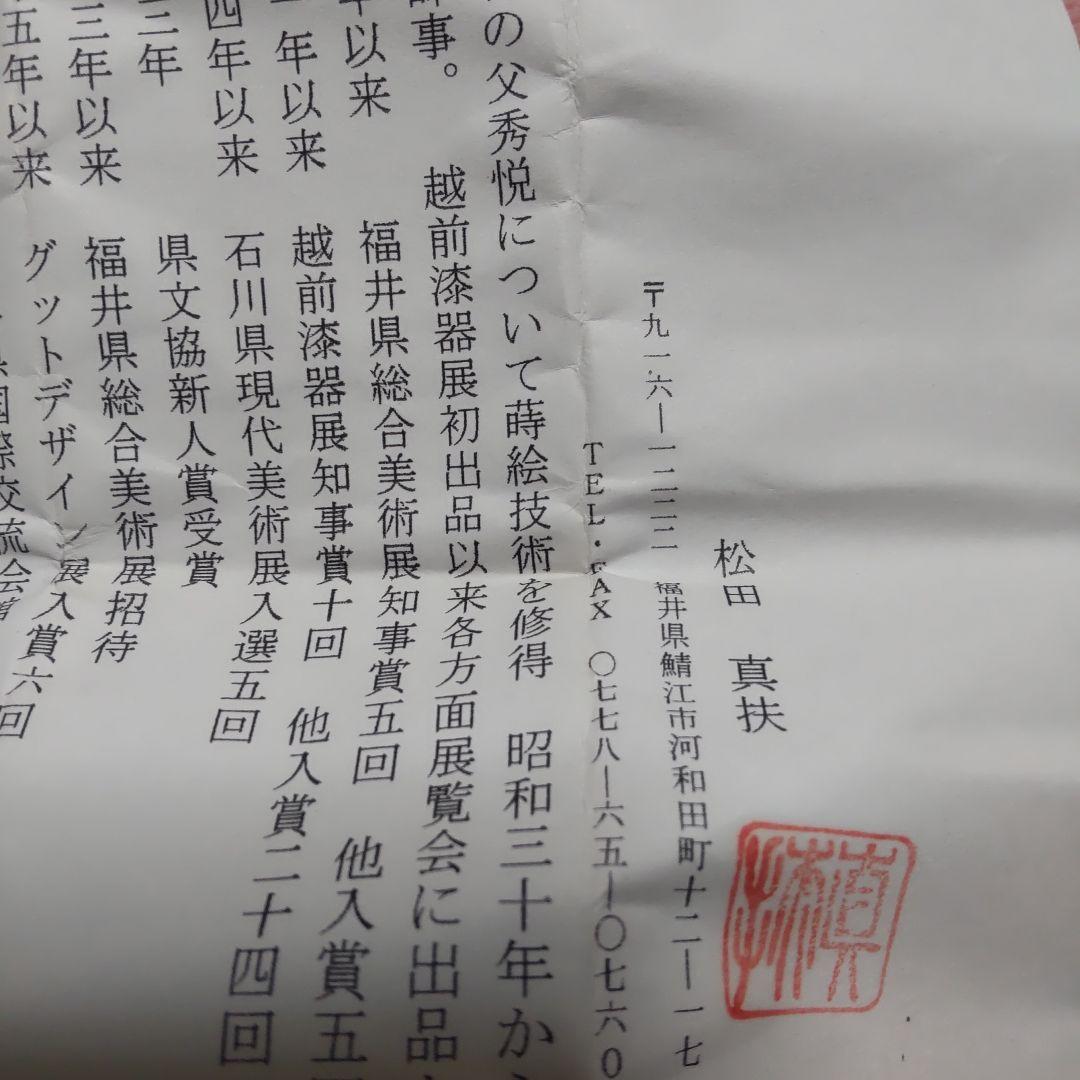 松田 真扶
〒九一六―一二二二 福井県鯖江市河和田町十二―一七
TEL・FAX 〇七七八―六五―〇七六〇
の父秀悦について蒔絵技術を修得 昭和三十年か
事。 越前漆器展初出品以来各方面展覧会に出品
年以来 福井県総合美術展知事賞五回 他入賞五
年以来 越前漆器展知事賞十回 他入賞二十四回
四年以来 石川県現代美術展入選五回
三年 県文協新人賞受賞
三年以来 福井県総合美術展招待
五年以来 グットデザイン展入賞六回
国際交流会館
回